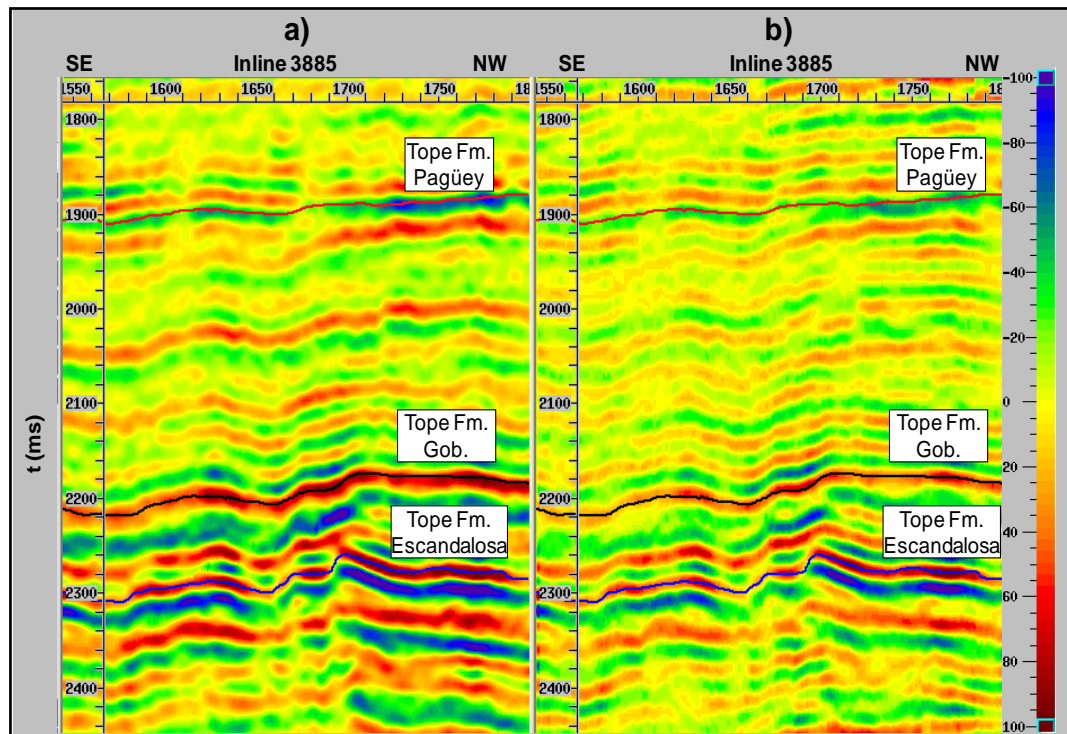 a)
b)
SE
Inline 3885
NW
SE
Inline 3885
NW
1550 1600 1650 1700 1750 18
1550 1600 1650 1700 1750 18
1800
1900
2000
2100
2200
2300
2400
t (ms)
Tope Fm.
Pagüey
Tope Fm.
Gob.
Tope Fm.
Escandalosa
1800
1900
2000
2100
2200
2300
2400
Tope Fm.
Pagüey
Tope Fm.
Gob.
Tope Fm.
Escandalosa
-100
-80
-60
-40
-20
0
20
40
60
80
100